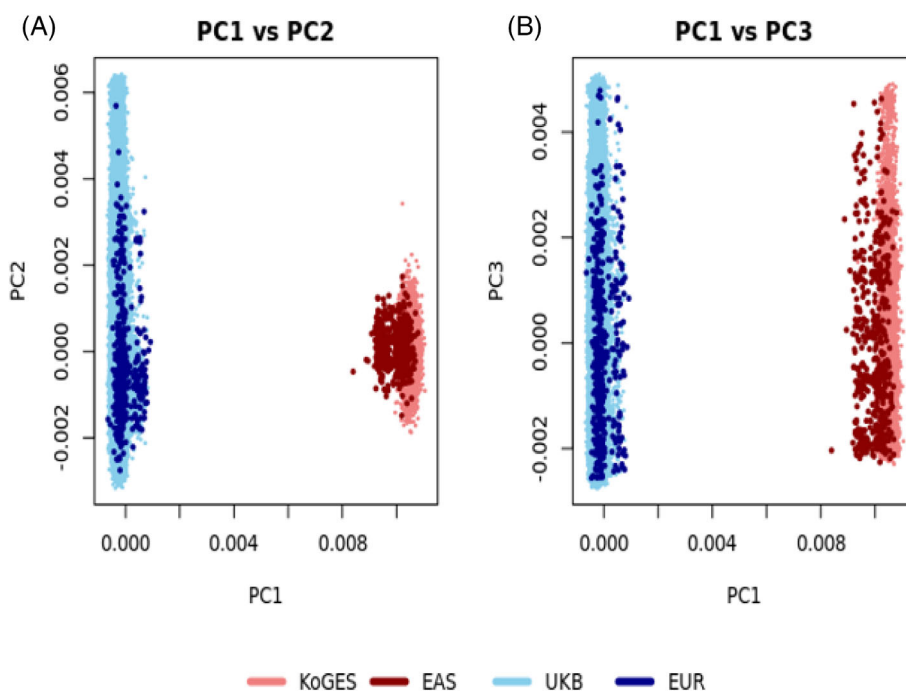 (A) PC1 vs PC2
PC2
0.006
0.004
0.002
0.000
-0.002
0.000 0.004 0.008
PC1
(B) PC1 vs PC3
PC3
0.004
0.002
0.000
-0.002
0.000 0.004 0.008
PC1
KoGES EAS UKB EUR